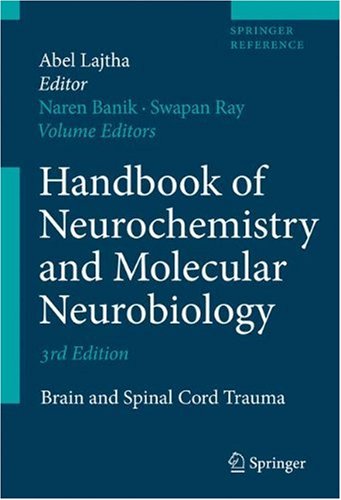 SPRINGER
REFERENCE
Abel Lajtha
Editor
Naren Banik · Swapan Ray
Volume Editors
Handbook of
Neurochemistry
and Molecular
Neurobiology
3rd Edition
Brain and Spinal Cord Trauma
Springer